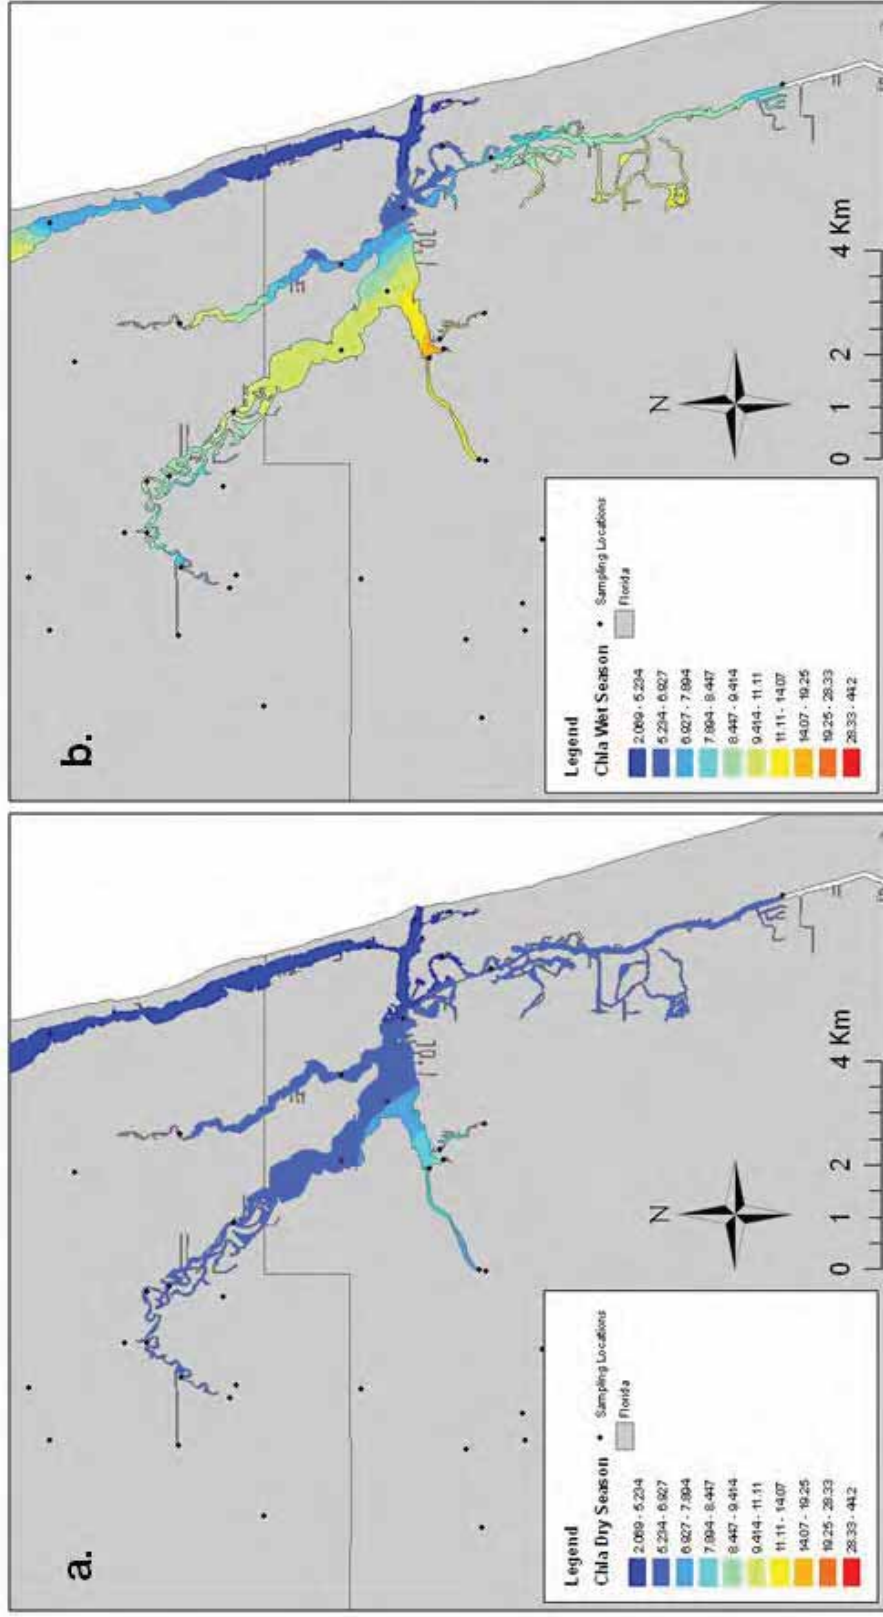 b.
N
0 1 2 4 Km
Legend
Chla Wet Season
Sampling Locations
Florida
2.069 - 5.234
5.234 - 6.927
6.927 - 7.894
7.894 - 8.447
8.447 - 9.414
9.414 - 11.11
11.11 - 14.07
14.07 - 19.25
19.25 - 28.33
28.33 - 44.2
a.
N
0 1 2 4 Km
Legend
Chla Dry Season
Sampling Locations
Florida
2.069 - 5.234
5.234 - 6.927
6.927 - 7.894
7.894 - 8.447
8.447 - 9.414
9.414 - 11.11
11.11 - 14.07
14.07 - 19.25
19.25 - 28.33
28.33 - 44.2